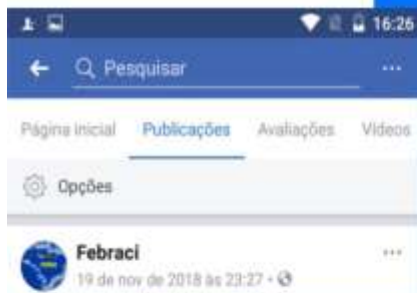 16:26
Pesquisar
Página inicial Publicações Avaliações Vídeos
Opções
Febraci
19 de nov de 2018 às 23:27